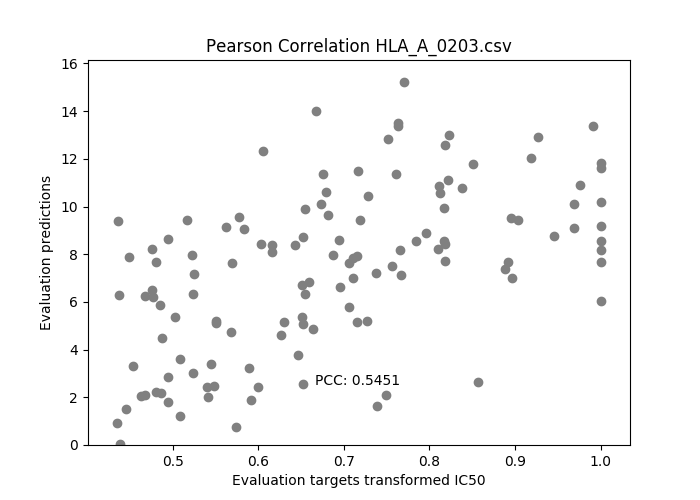 Pearson Correlation HLA_A_0203.csv
16
14
12
10
8
6
4
2
0
Evaluation predictions
PCC: 0.5451
0.5 0.6 0.7 0.8 0.9 1.0
Evaluation targets transformed IC50